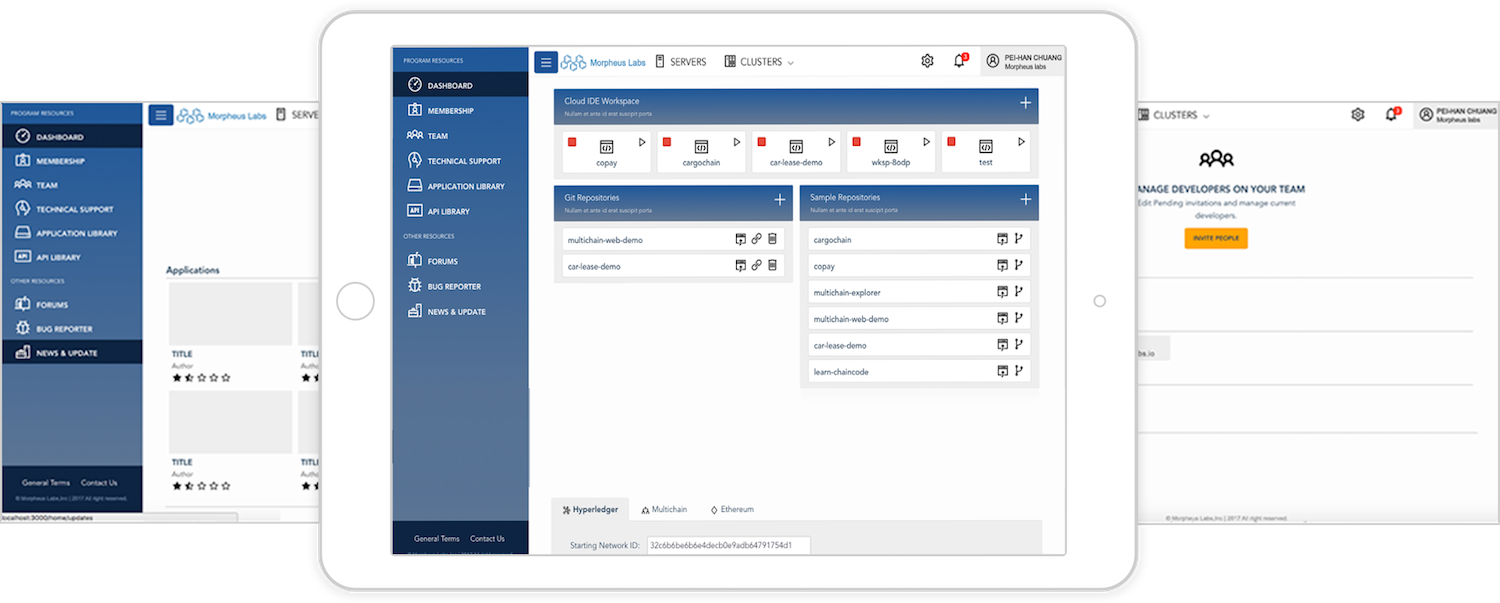 PROGRAM RESOURCES
DASHBOARD
MEMBERSHIP
TEAM
TECHNICAL SUPPORT
APPLICATION LIBRARY
API
API LIBRARY
OTHER RESOURCES
FORUMS
BUG REPORTER
NEWS & UPDATE
General Terms
Contact Us
© Morpheus Labs,Inc | 2017 All right reserved.
localhost:3000/home/updates
Morpheus Labs
SERVE
Applications
TITLE
Author
TITL
Autho
TITLE
Author
TITL
Autho
PROGRAM RESOURCES
DASHBOARD
MEMBERSHIP
TEAM
TECHNICAL SUPPORT
APPLICATION LIBRARY
API
API LIBRARY
OTHER RESOURCES
FORUMS
BUG REPORTER
NEWS & UPDATE
General Terms
Contact Us
Morpheus Labs
SERVERS
CLUSTERS
3
PEI-HAN CHUANG
Morpheus labs
Cloud IDE Workspace
Nullam et ante id erat suscipit porta
copay
cargochain
car-lease-demo
wksp-8odp
test
Git Repositories
Nullam et ante id erat suscipit porta
multichain-web-demo
car-lease-demo
Sample Repositories
Nullam et ante id erat suscipit porta
cargochain
copay
multichain-explorer
multichain-web-demo
car-lease-demo
learn-chaincode
Hyperledger
Multichain
Ethereum
Starting Network ID:
32c6b6be6b6e4decb0e9adb64791754d1
CLUSTERS
3
PEI-HAN CHUANG
Morpheus labs
ANAGE DEVELOPERS ON YOUR TEAM
Edit Pending invitations and manage current
developers.
INVITE PEOPLE
bs.io
© Morpheus Labs,Inc | 2017 All right reserved.